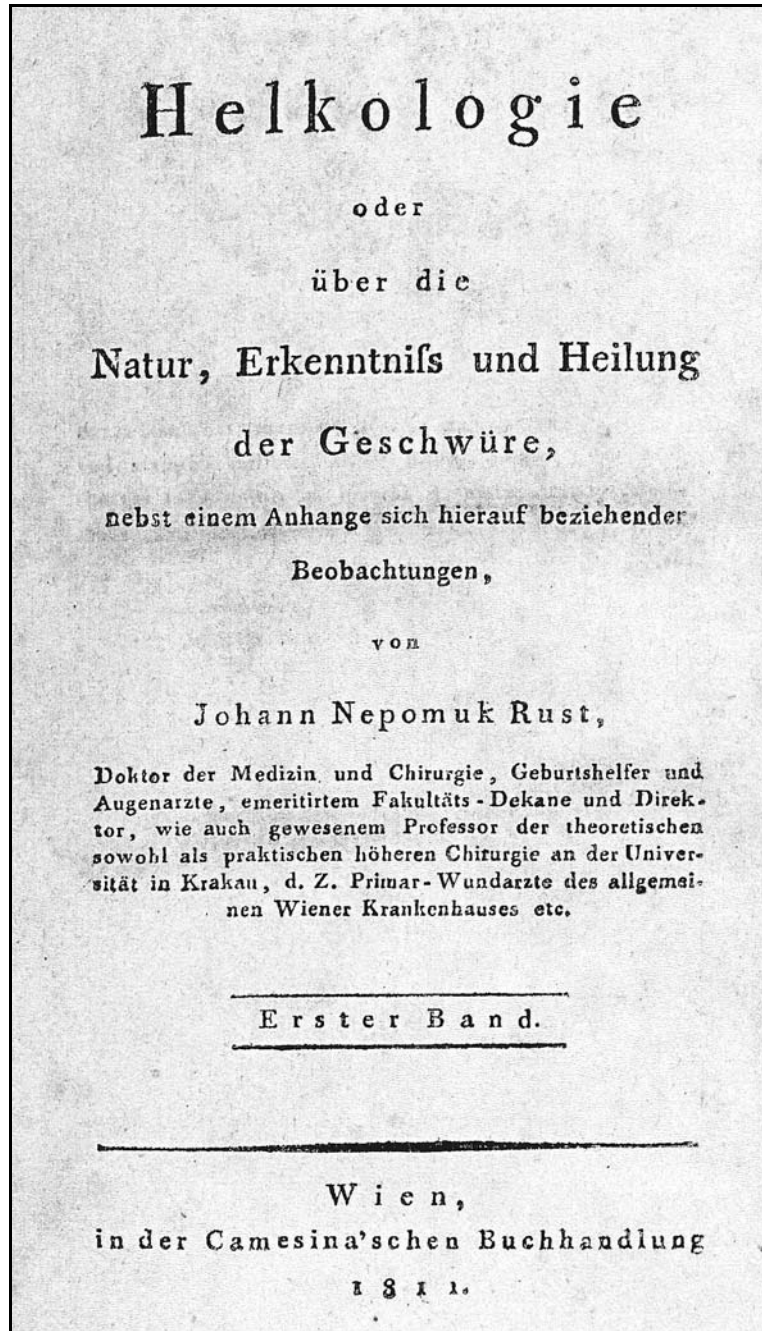 Helkologie
oder
über die
Natur, Erkenntniſs und Heilung
der Geschwüre,
nebst einem Anhange sich hierauf beziehender
Beobachtungen,
von
Johann Nepomuk Rust,
Doktor der Medizin und Chirurgie, Geburtshelfer und
Augenarzte, emeritirtem Fakultäts-Dekane und Direk-
tor, wie auch gewesenem Professor der theoretischen
sowohl als praktischen höheren Chirurgie an der Univer-
sität in Krakau, d. Z. Primar-Wundarzte des allgemei-
nen Wiener Krankenhauses etc.
Erster Band.
Wien,
in der Camesina'schen Buchhandlung
1811.